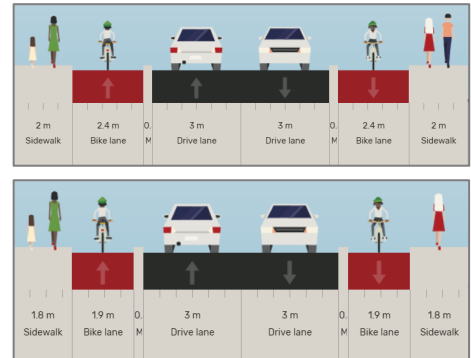 2 m 2.4 m 0. 3 m 3 m 0. 2.4 m 2 m
Sidewalk Bike lane M Drive lane Drive lane M Bike lane Sidewalk
1.8 m 1.9 m 0. 3 m 3 m 0. 1.9 m 1.8 m
Sidewalk Bike lane M Drive lane Drive lane M Bike lane Sidewalk